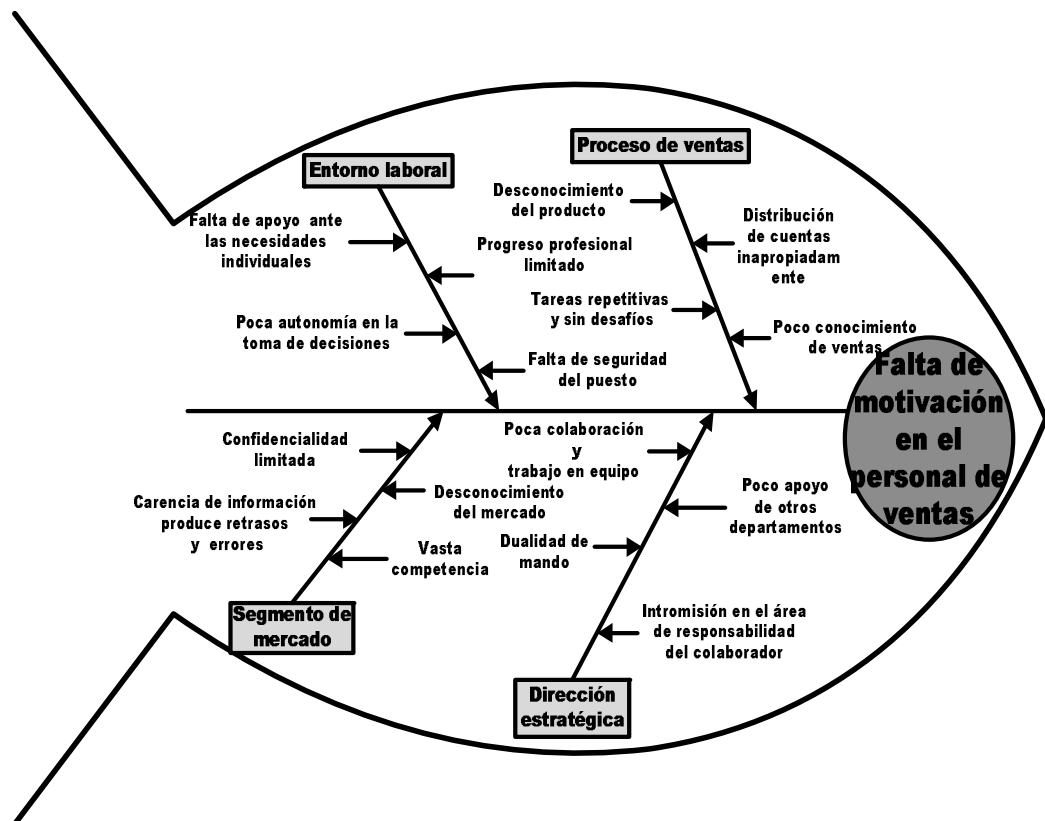 Proceso de ventas
Entorno laboral
Desconocimiento
del producto
Distribución
de cuentas
inapropiadam
ente
Falta de apoyo ante
las necesidades
individuales
Progreso profesional
limitado
Tareas repetitivas
y sin desafíos
Poca autonomía en la
toma de decisiones
Poco conocimiento
de ventas
Falta de seguridad
del puesto
Falta de
motivación
en el
personal de
ventas
Confidencialidad
limitada
Poca colaboración
y
trabajo en equipo
Desconocimiento
del mercado
Poco apoyo
de otros
departamentos
Carencia de información
produce retrasos
y errores
Dualidad de
mando
Vasta
competencia
Segmento de
mercado
Intromisión en el área
de responsabilidad
del colaborador
Dirección
estratégica